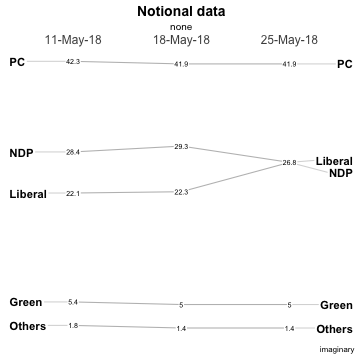 Notional data
none
11-May-18 18-May-18 25-May-18
PC 42.3 41.9 41.9 PC
NDP 28.4 29.3 26.8 Liberal
NDP
Liberal 22.1 22.3
Green 5.4 5 5 Green
Others 1.8 1.4 1.4 Others
imaginary